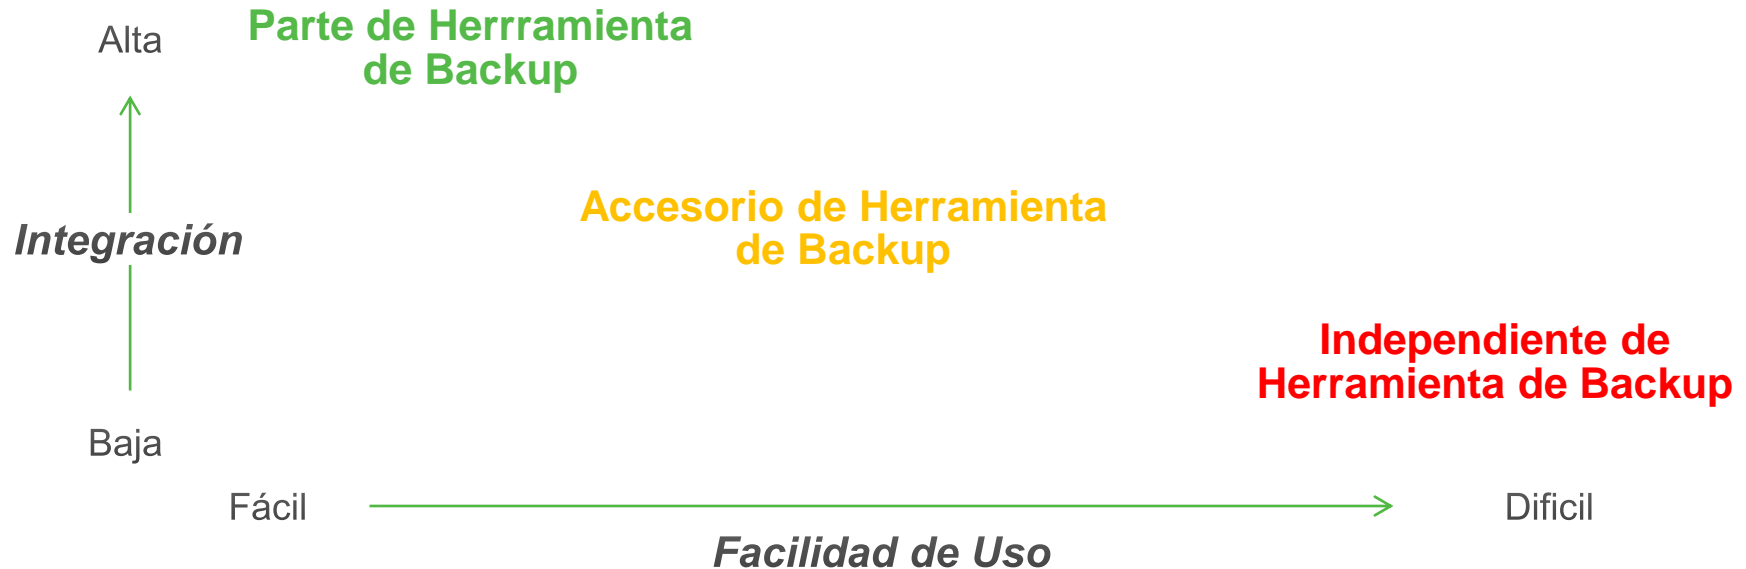 Alta
Parte de Herrramienta
de Backup
Accesorio de Herramienta
de Backup
Integración
Independiente de
Herramienta de Backup
Baja
Fácil
Dificil
Facilidad de Uso